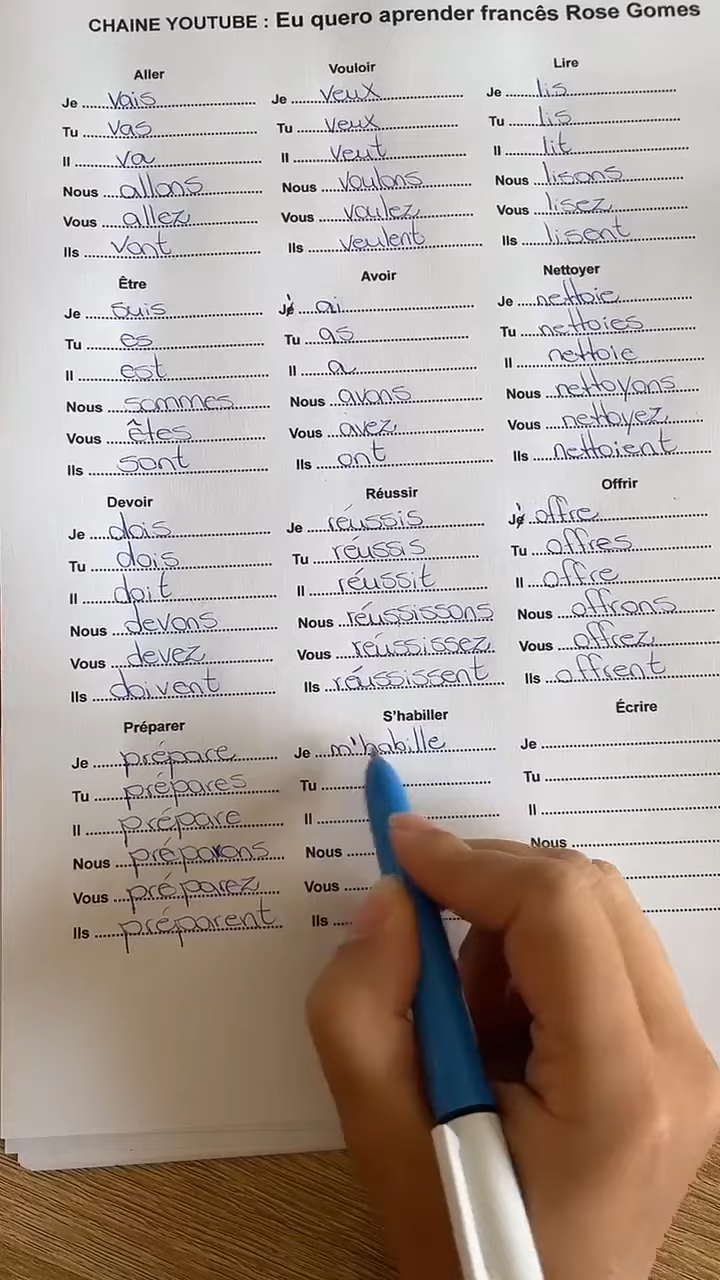 CHAINE YOUTUBE : Eu quero aprender francês Rose Gomes
Aller
Je vais
Tu vas
Il va
Nous allons
Vous allez
Ils vont
Vouloir
Je veux
Tu veux
Il veut
Nous voulons
Vous voulez
Ils veulent
Lire
Je lis
Tu lis
Il lit
Nous lisons
Vous lisez
Ils lisent
Être
Je suis
Tu es
Il est
Nous sommes
Vous êtes
Ils sont
Avoir
J' ai
Tu as
Il a
Nous avons
Vous avez
Ils ont
Nettoyer
Je nettoie
Tu nettoies
Il nettoie
Nous nettoyons
Vous nettoyez
Ils nettoient
Devoir
Je dois
Tu dois
Il doit
Nous devons
Vous devez
Ils doivent
Réussir
Je réussis
Tu réussis
Il réussit
Nous réussissons
Vous réussissez
Ils réussissent
Offrir
J' offre
Tu offres
Il offre
Nous offrons
Vous offrez
Ils offrent
Préparer
Je prépare
Tu prépares
Il prépare
Nous préparons
Vous préparez
Ils préparent
S'habiller
Je m'habille
Tu
Il
Nous
Vous
Ils
Écrire
Je
Tu
Il
Nous